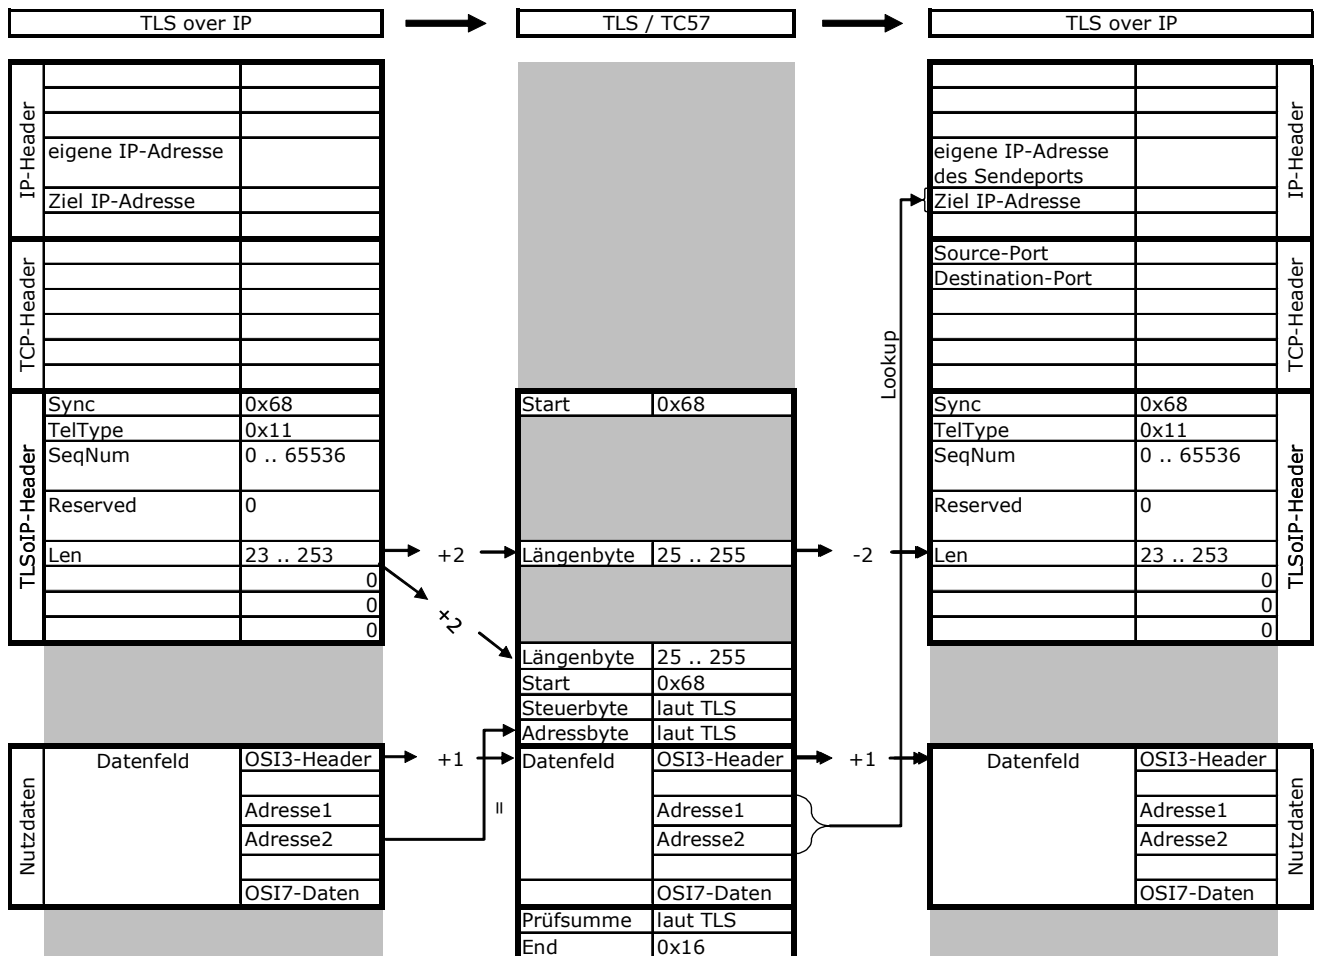 TLS over IP
TLS / TC57
TLS over IP
IP-Header
eigene IP-Adresse
Ziel IP-Adresse
TCP-Header
TLSoIP-Header
Sync 0x68
TelType 0x11
SeqNum 0 .. 65536
Reserved 0
Len 23 .. 253
0
0
0
Nutzdaten
Datenfeld OSI3-Header
Adresse1
Adresse2
OSI7-Daten
+2
+2
+1
=
Start 0x68
Längenbyte 25 .. 255
Längenbyte 25 .. 255
Start 0x68
Steuerbyte laut TLS
Adressbyte laut TLS
Datenfeld OSI3-Header
Adresse1
Adresse2
OSI7-Daten
Prüfsumme laut TLS
End 0x16
-2
+1
Lookup
eigene IP-Adresse
des Sendeports
Ziel IP-Adresse
IP-Header
Source-Port
Destination-Port
TCP-Header
Sync 0x68
TelType 0x11
SeqNum 0 .. 65536
Reserved 0
Len 23 .. 253
0
0
0
TLSoIP-Header
Datenfeld OSI3-Header
Adresse1
Adresse2
OSI7-Daten
Nutzdaten